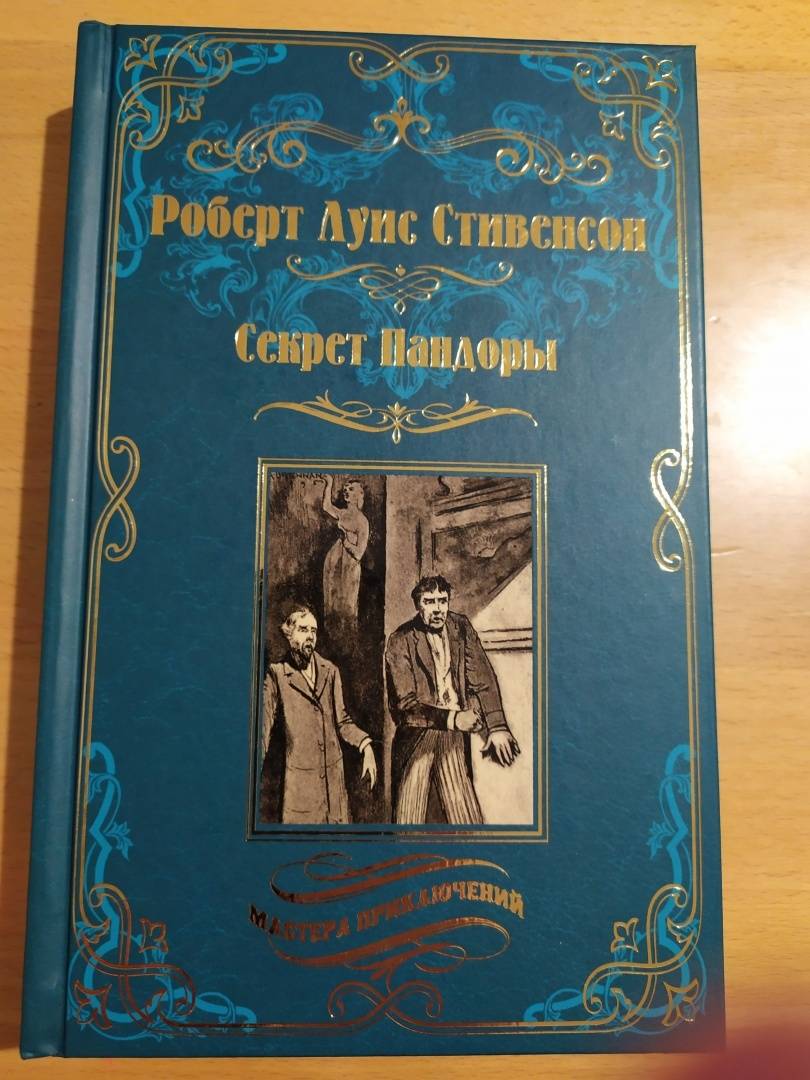 Роберт Луис Стивенсон
Секрет Пандоры
МАСТЕРА ПРИКЛЮЧЕНИЙ